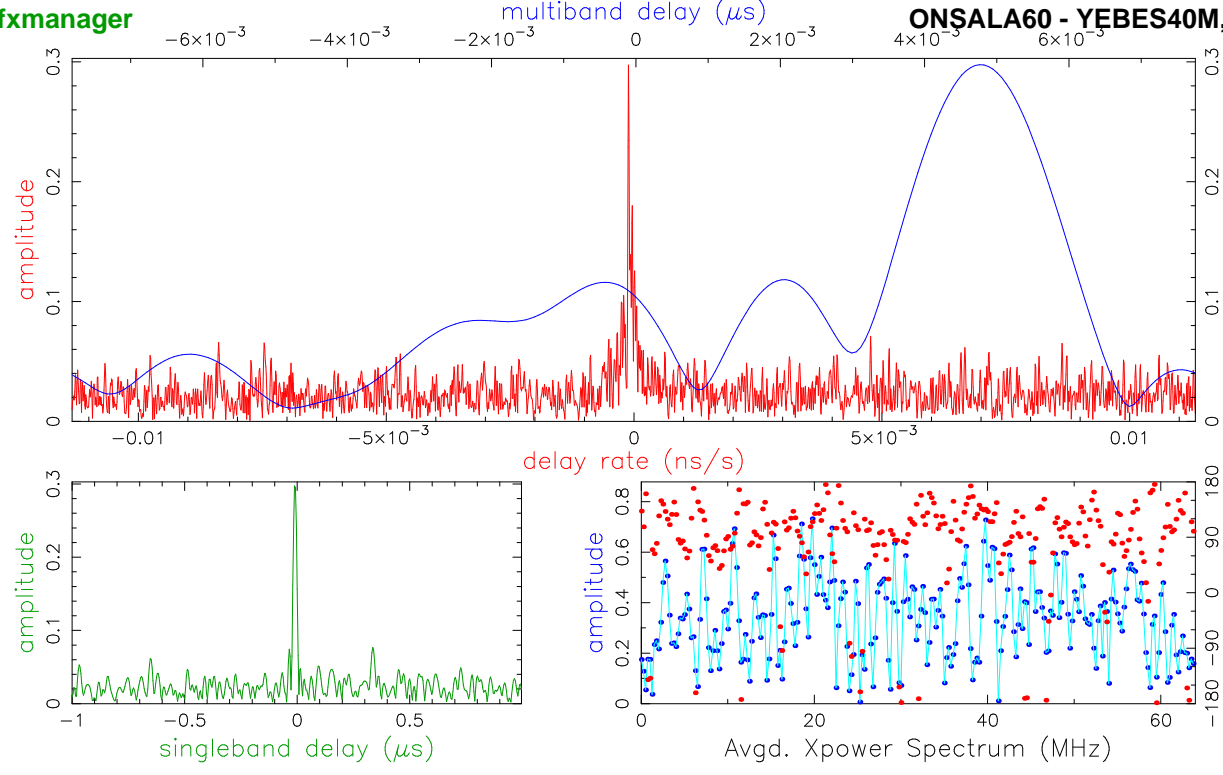 fxmanager
multiband delay (μs)
ONSALA60 - YEBES40M,
−6×10⁻³ −4×10⁻³ −2×10⁻³ 0 2×10⁻³ 4×10⁻³ 6×10⁻³
amplitude
0 0.1 0.2 0.3
0 0.1 0.2 0.3
−0.01 −5×10⁻³ 0 5×10⁻³ 0.01
delay rate (ns/s)
amplitude
0 0.1 0.2 0.3
−1 −0.5 0 0.5
singleband delay (μs)
amplitude
0 0.2 0.4 0.6 0.8
−180 −90 0 90 180
0 20 40 60
Avgd. Xpower Spectrum (MHz)